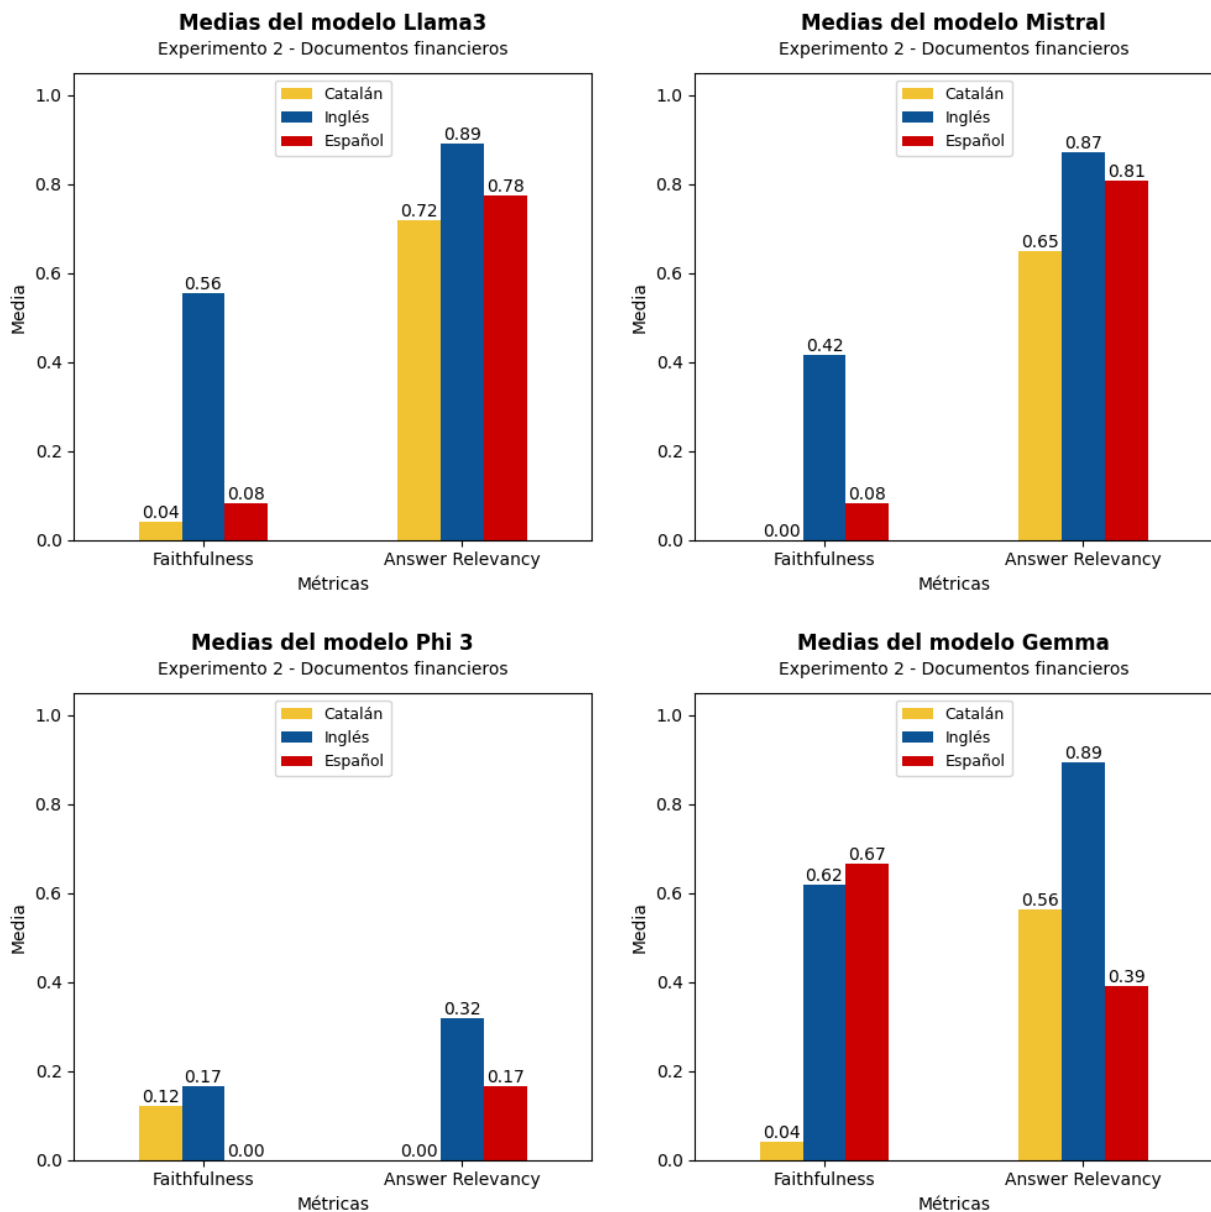 Medias del modelo Llama3
Experimento 2 - Documentos financieros
1.0
0.8
0.6
0.4
0.2
0.0
Media
Catalán
Inglés
Español
0.04
0.56
0.08
0.72
0.89
0.78
Faithfulness
Answer Relevancy
Métricas
Medias del modelo Mistral
Experimento 2 - Documentos financieros
1.0
0.8
0.6
0.4
0.2
0.0
Media
Catalán
Inglés
Español
0.00
0.42
0.08
0.65
0.87
0.81
Faithfulness
Answer Relevancy
Métricas
Medias del modelo Phi 3
Experimento 2 - Documentos financieros
1.0
0.8
0.6
0.4
0.2
0.0
Media
Catalán
Inglés
Español
0.12
0.17
0.00
0.00
0.32
0.17
Faithfulness
Answer Relevancy
Métricas
Medias del modelo Gemma
Experimento 2 - Documentos financieros
1.0
0.8
0.6
0.4
0.2
0.0
Media
Catalán
Inglés
Español
0.04
0.62
0.67
0.56
0.89
0.39
Faithfulness
Answer Relevancy
Métricas